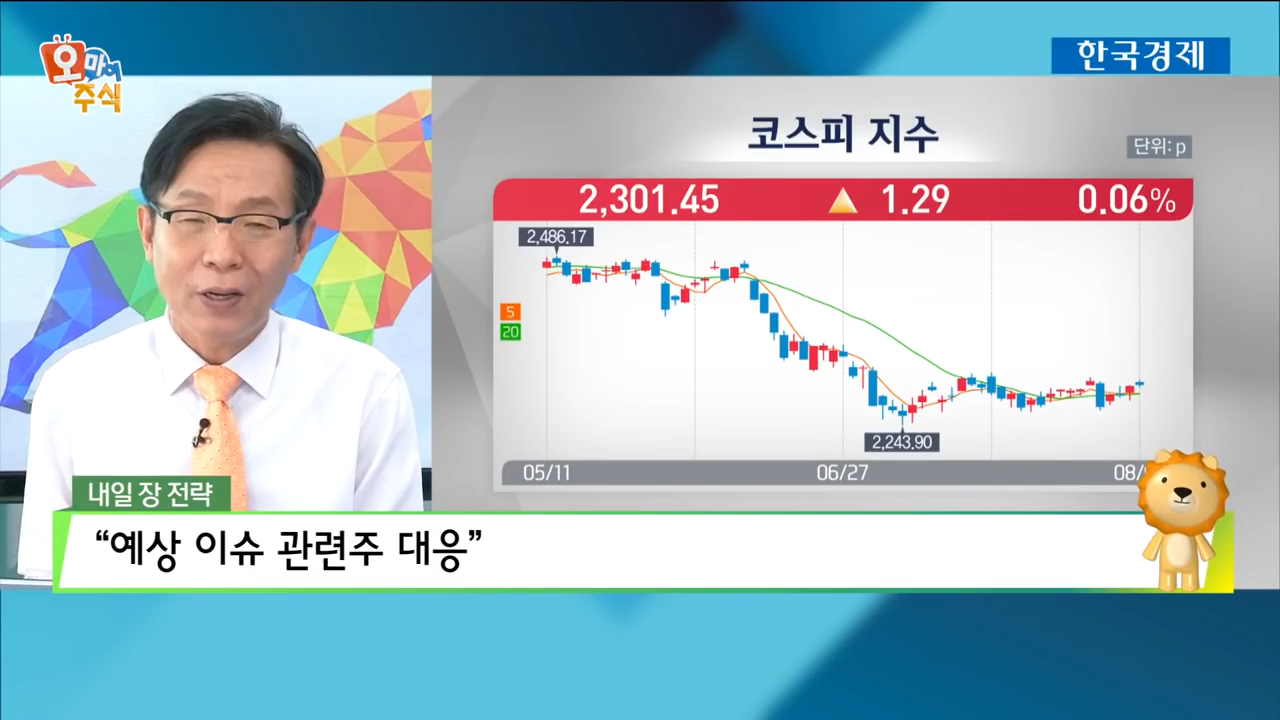 오마이
주식
한국경제
코스피 지수
단위: p
2,301.45 ▲ 1.29 0.06%
2,486.17
5
20
2,243.90
05/11 06/27 08/
내일 장 전략
“예상 이슈 관련주 대응”